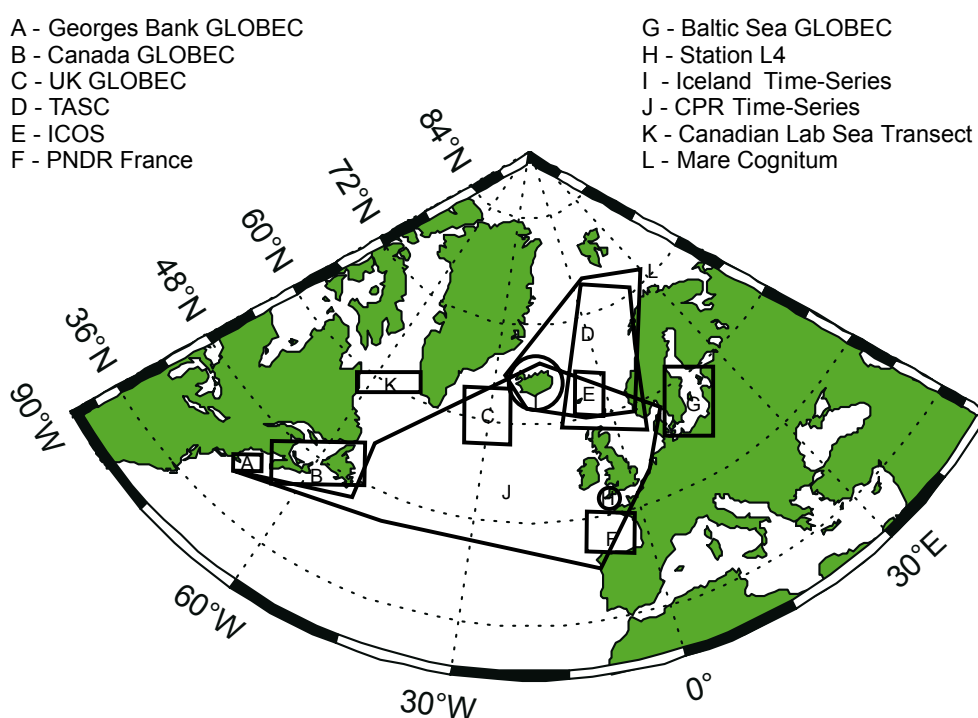 A - Georges Bank GLOBEC
B - Canada GLOBEC
C - UK GLOBEC
D - TASC
E - ICOS
F - PNDR France
G - Baltic Sea GLOBEC
H - Station L4
I - Iceland Time-Series
J - CPR Time-Series
K - Canadian Lab Sea Transect
L - Mare Cognitum
84°N
72°N
60°N
48°N
36°N
90°W
60°W
30°W
0°
30°E
L
D
K
E
C
G
A
B
J
H
F
I